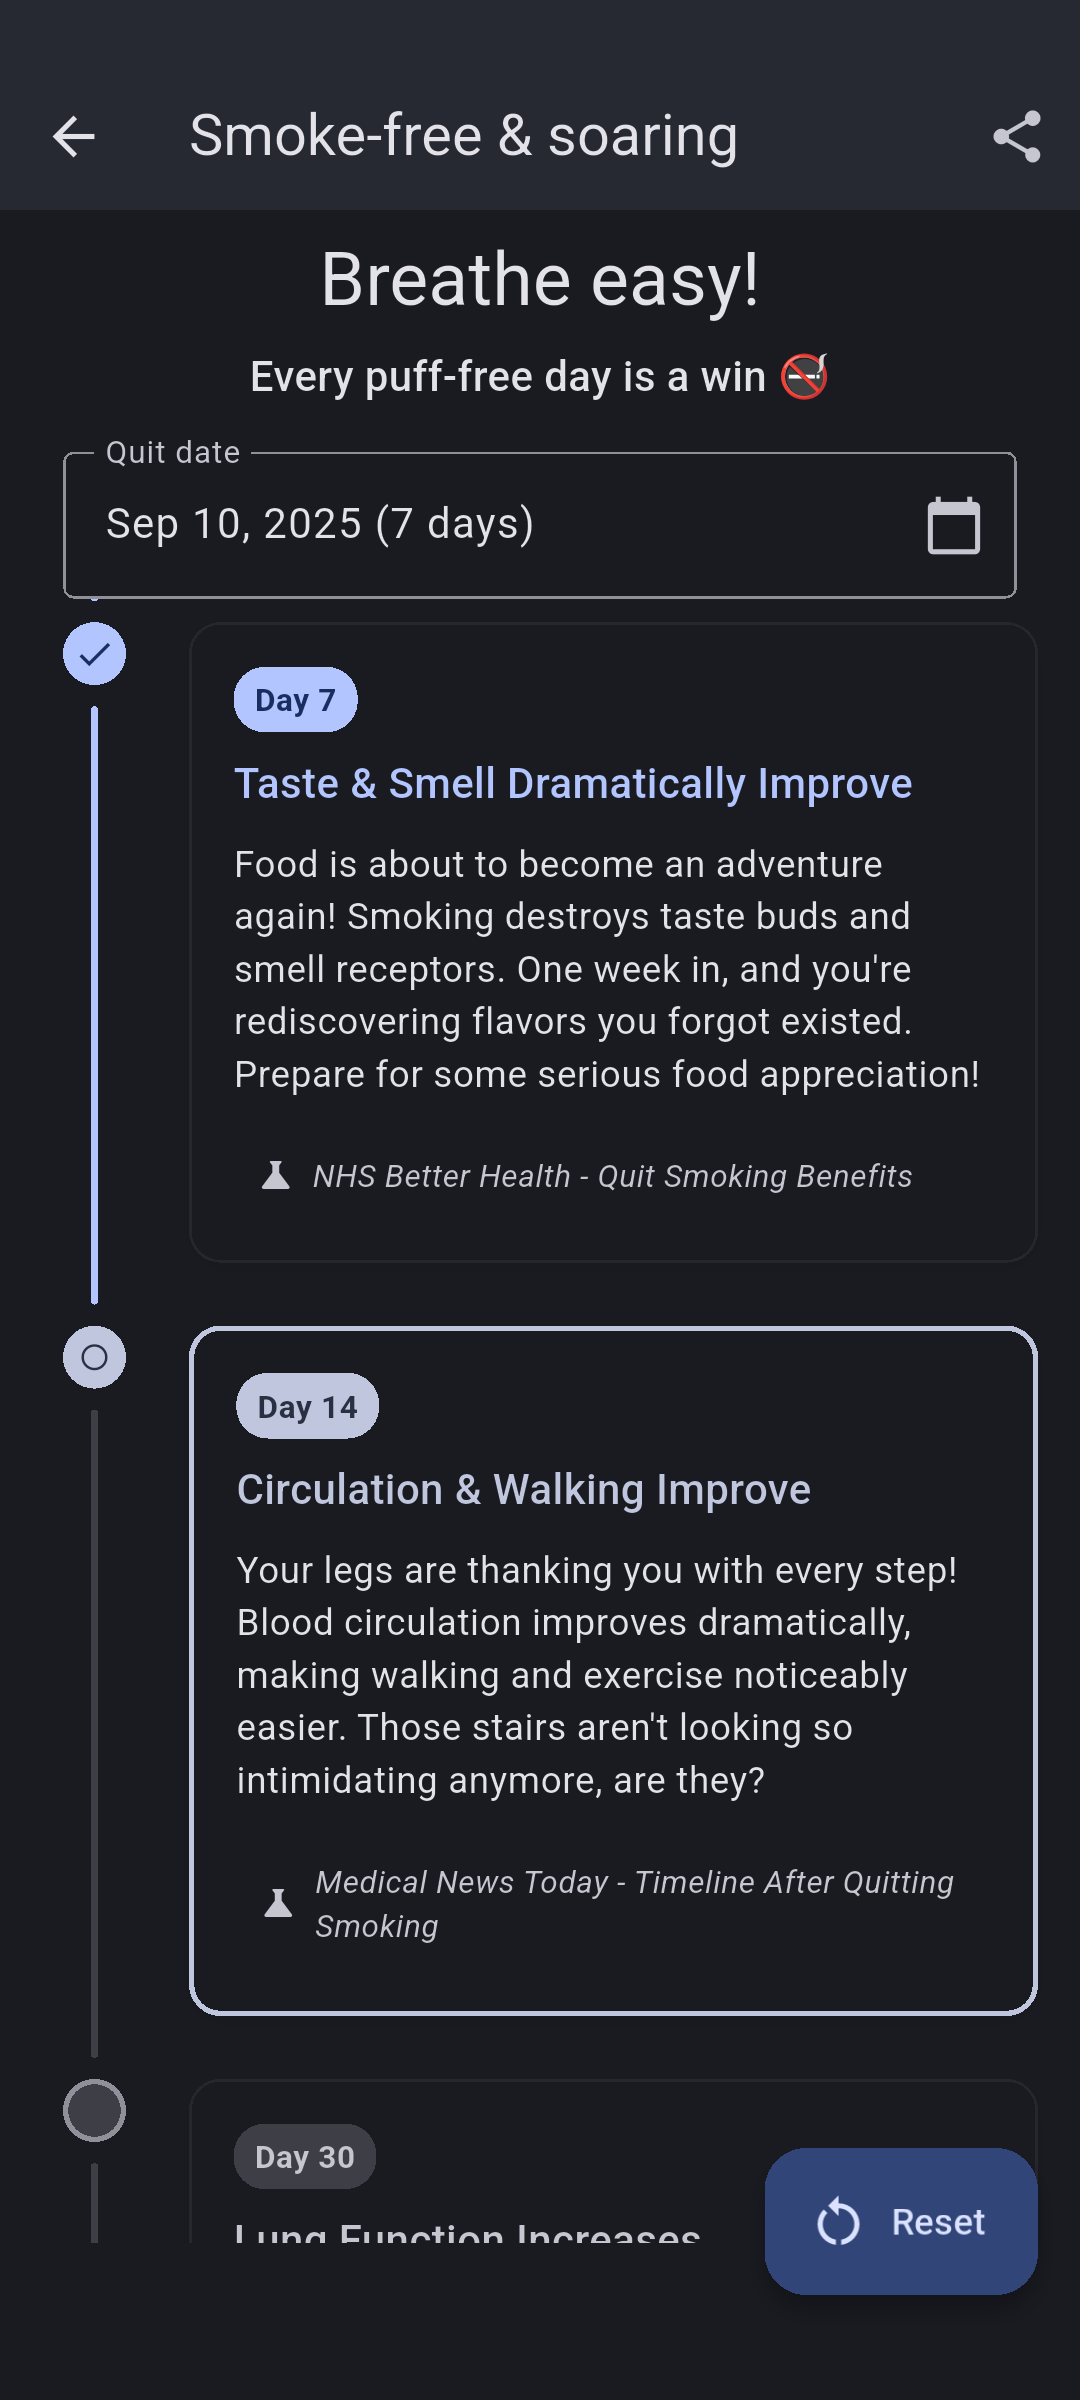 Smoke-free & soaring
Breathe easy!
Every puff-free day is a win 🚭
Quit date
Sep 10, 2025 (7 days)
Day 7
Taste & Smell Dramatically Improve
Food is about to become an adventure
again! Smoking destroys taste buds and
smell receptors. One week in, and you're
rediscovering flavors you forgot existed.
Prepare for some serious food appreciation!
NHS Better Health - Quit Smoking Benefits
Day 14
Circulation & Walking Improve
Your legs are thanking you with every step!
Blood circulation improves dramatically,
making walking and exercise noticeably
easier. Those stairs aren't looking so
intimidating anymore, are they?
Medical News Today - Timeline After Quitting
Smoking
Day 30
Lung Function Increases
Reset